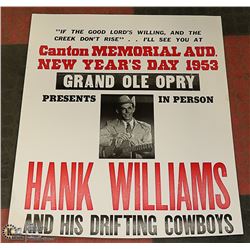 "IF THE GOOD LORD'S WILLING, AND THE
CREEK DON'T RISE" . . I'LL SEE YOU AT
Canton MEMORIAL AUD.
NEW YEAR'S DAY 1953
GRAND OLE OPRY
PRESENTS IN PERSON
HANK WILLIAMS
AND HIS DRIFTING COWBOYS